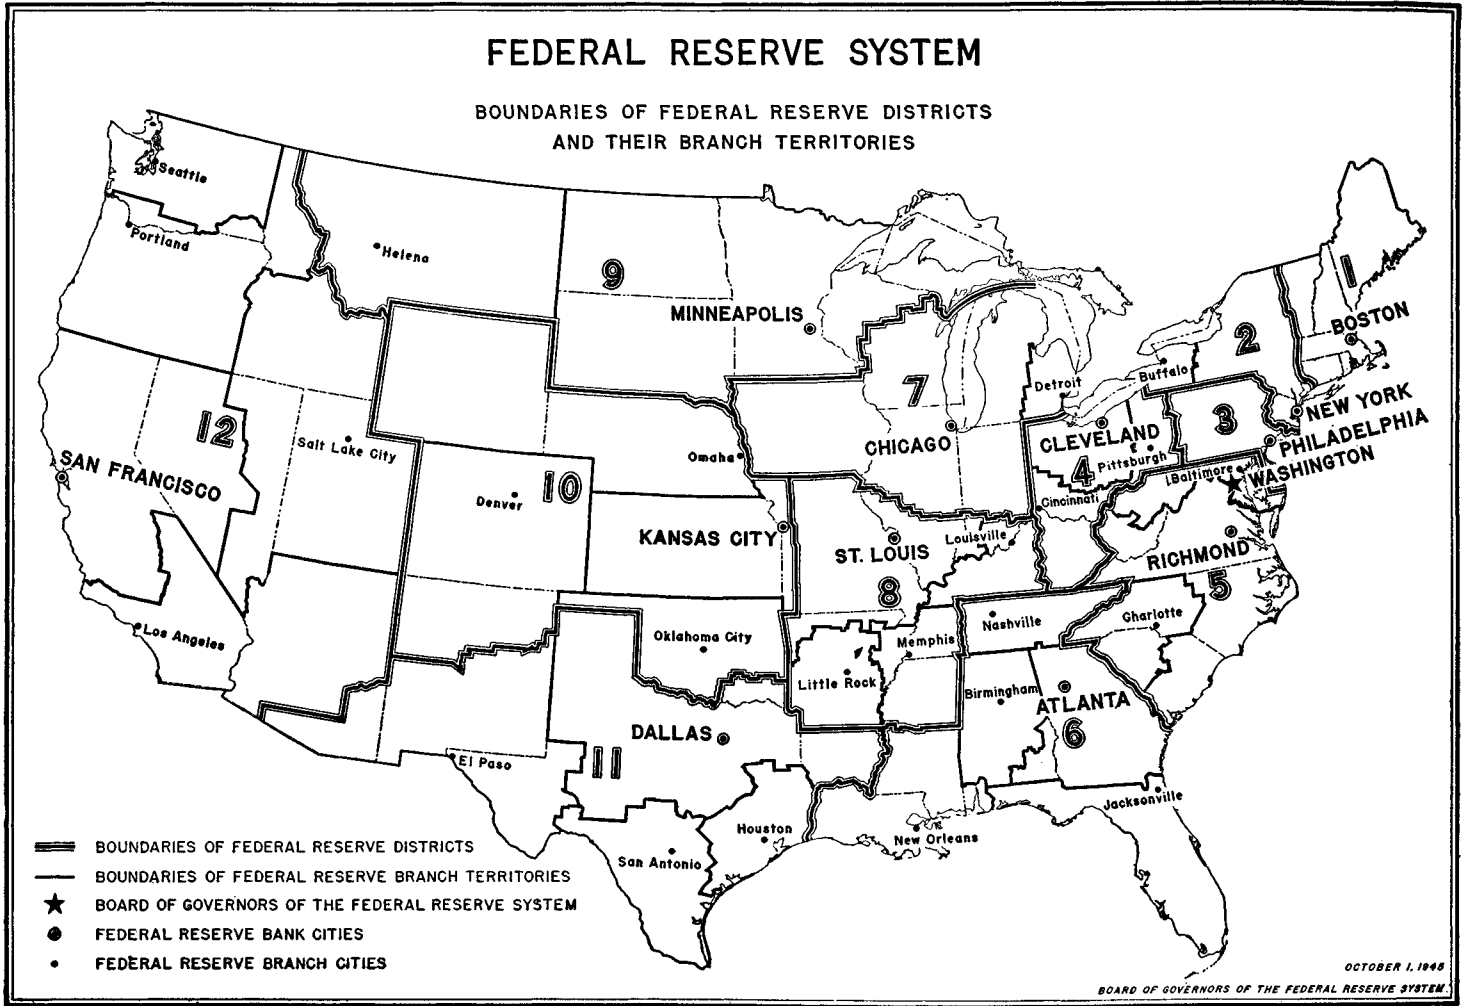 FEDERAL RESERVE SYSTEM
BOUNDARIES OF FEDERAL RESERVE DISTRICTS
AND THEIR BRANCH TERRITORIES
Seattle
Portland
Helena
9
MINNEAPOLIS
1
BOSTON
2
Buffalo
Detroit
7
CHICAGO
CLEVELAND
4
Pittsburgh
Cincinnati
3
NEW YORK
PHILADELPHIA
WASHINGTON
Baltimore
12
SAN FRANCISCO
Salt Lake City
Omaha
Denver
10
KANSAS CITY
ST. LOUIS
8
Louisville
RICHMOND
5
Charlotte
Los Angeles
Oklahoma City
Memphis
Nashville
Little Rock
Birmingham
ATLANTA
6
DALLAS
11
El Paso
Houston
San Antonio
New Orleans
Jacksonville
BOUNDARIES OF FEDERAL RESERVE DISTRICTS
BOUNDARIES OF FEDERAL RESERVE BRANCH TERRITORIES
BOARD OF GOVERNORS OF THE FEDERAL RESERVE SYSTEM
FEDERAL RESERVE BANK CITIES
FEDERAL RESERVE BRANCH CITIES
OCTOBER 1, 1945
BOARD OF GOVERNORS OF THE FEDERAL RESERVE SYSTEM